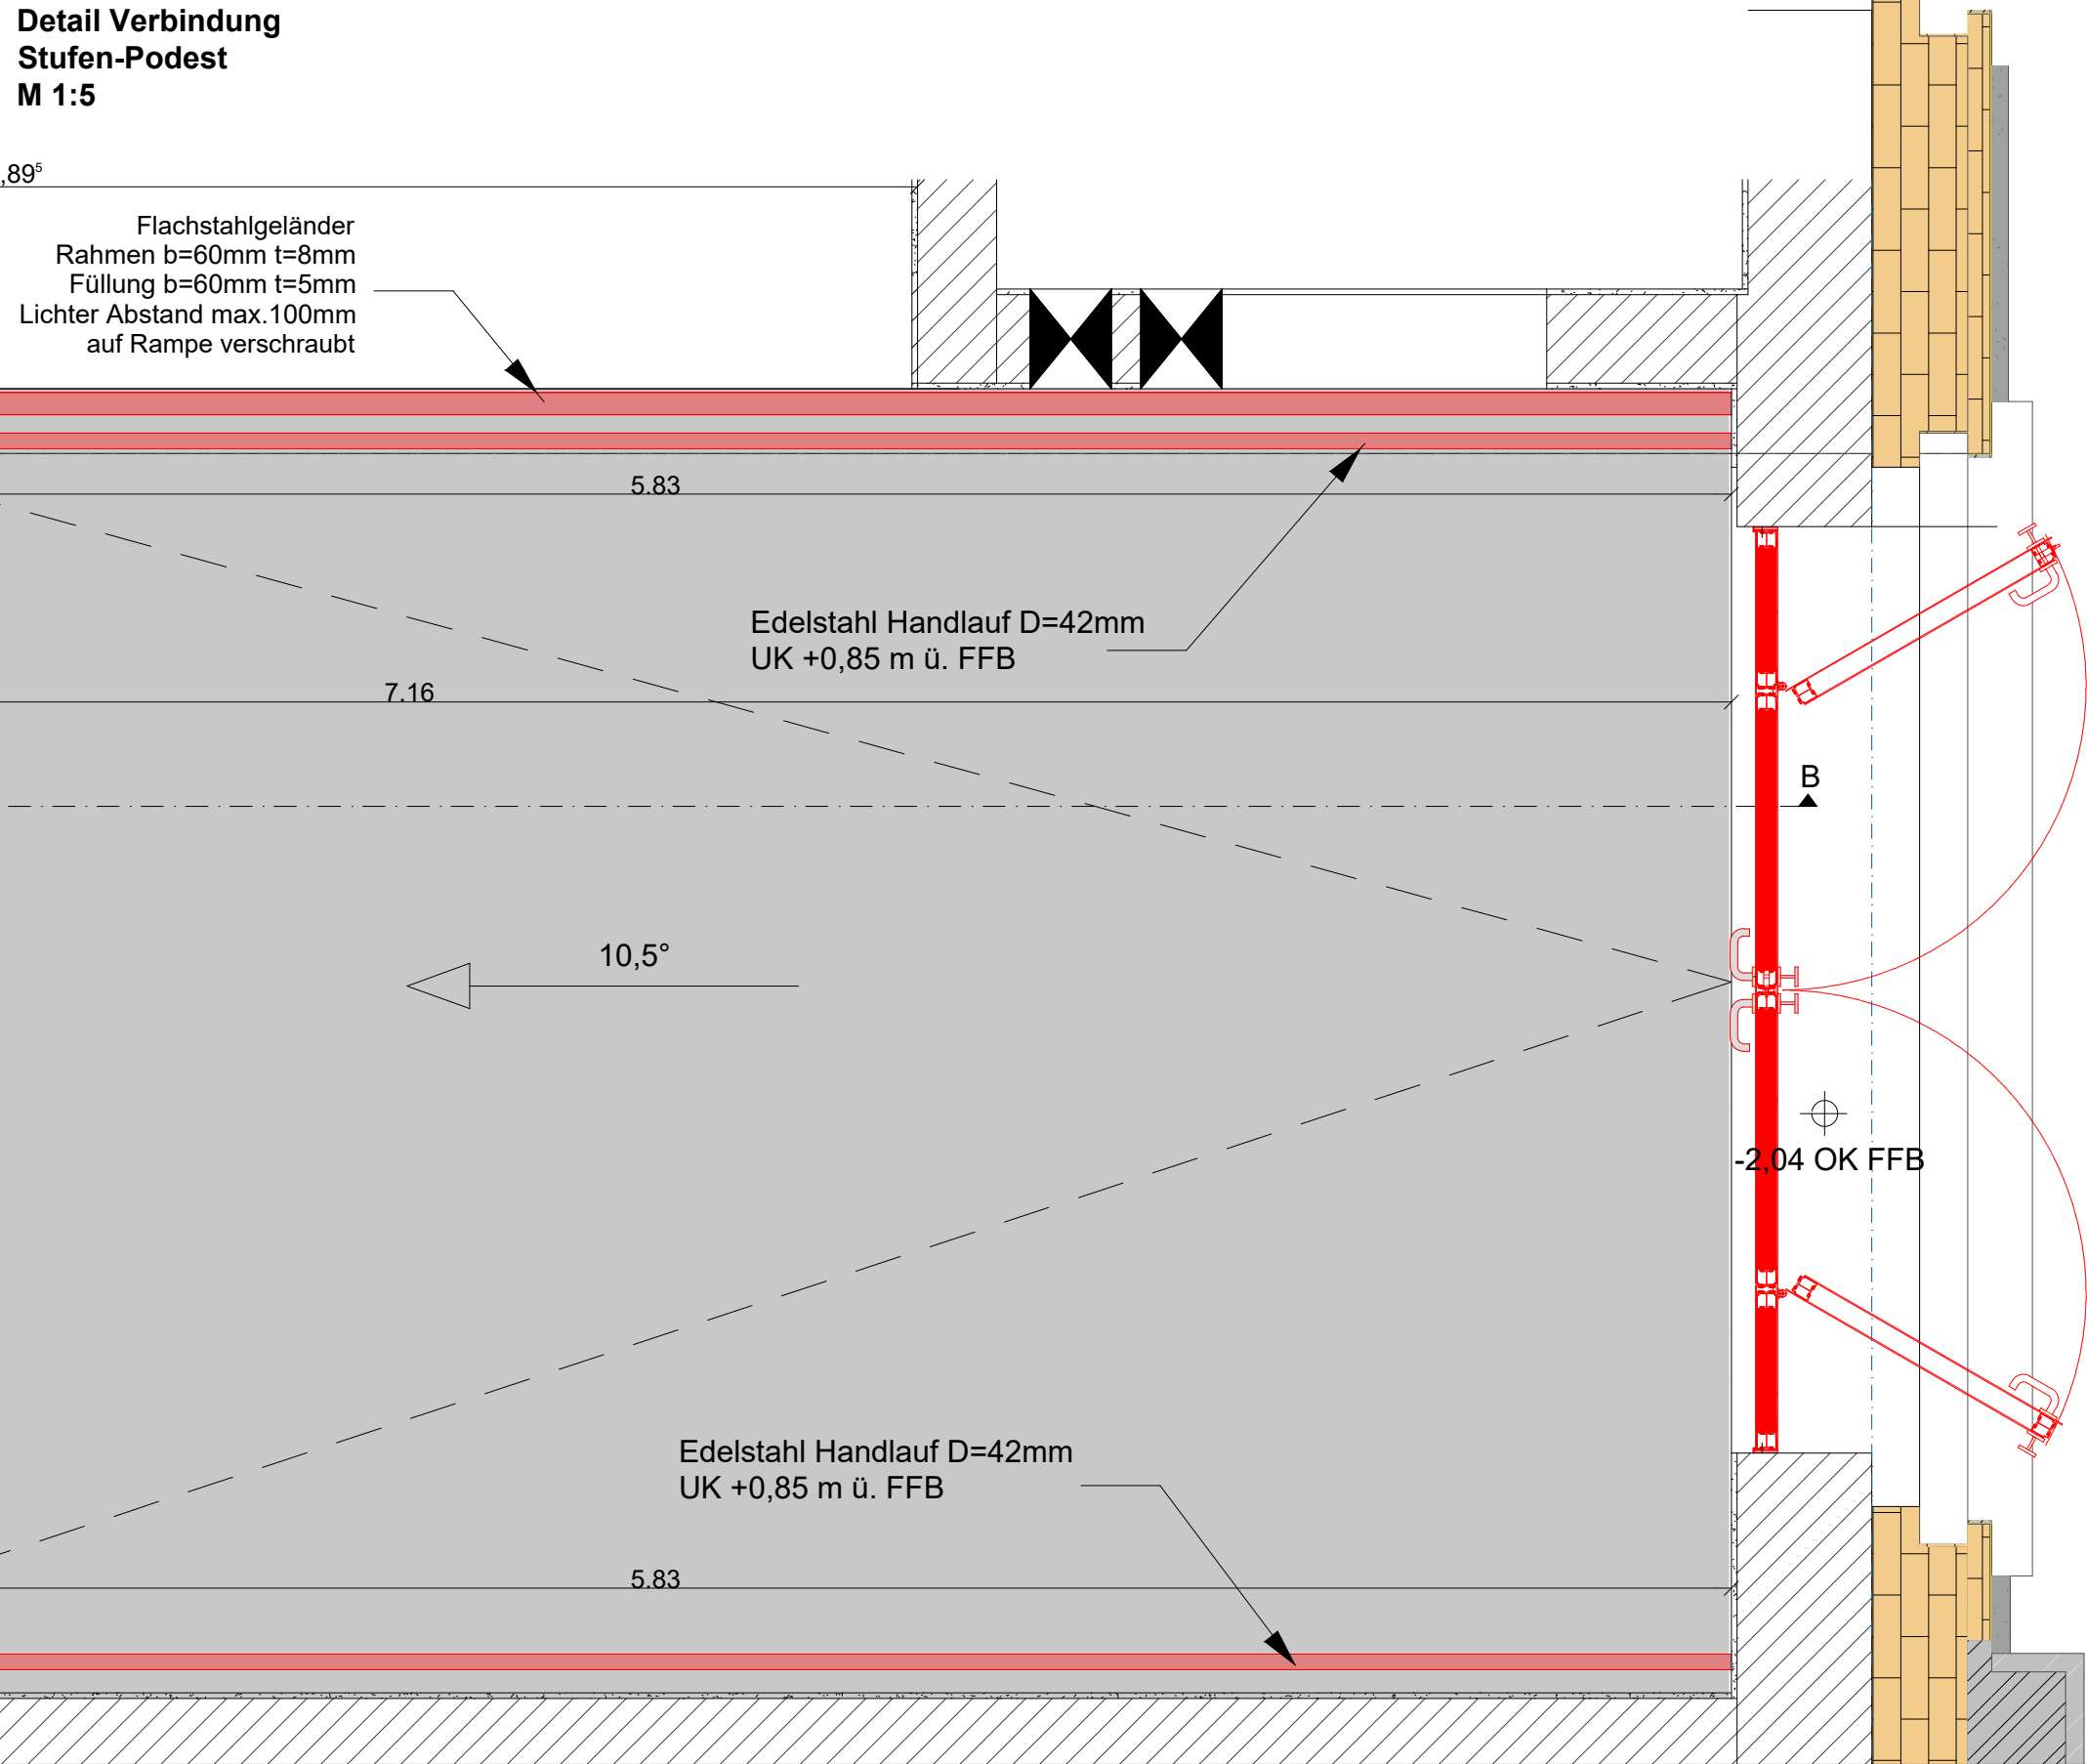 Detail Verbindung
Stufen-Podest
M 1:5
,89⁵
Flachstahlgeländer
Rahmen b=60mm t=8mm
Füllung b=60mm t=5mm
Lichter Abstand max.100mm
auf Rampe verschraubt
5.83
Edelstahl Handlauf D=42mm
UK +0,85 m ü. FFB
7.16
B
10,5°
-2,04 OK FFB
Edelstahl Handlauf D=42mm
UK +0,85 m ü. FFB
5.83